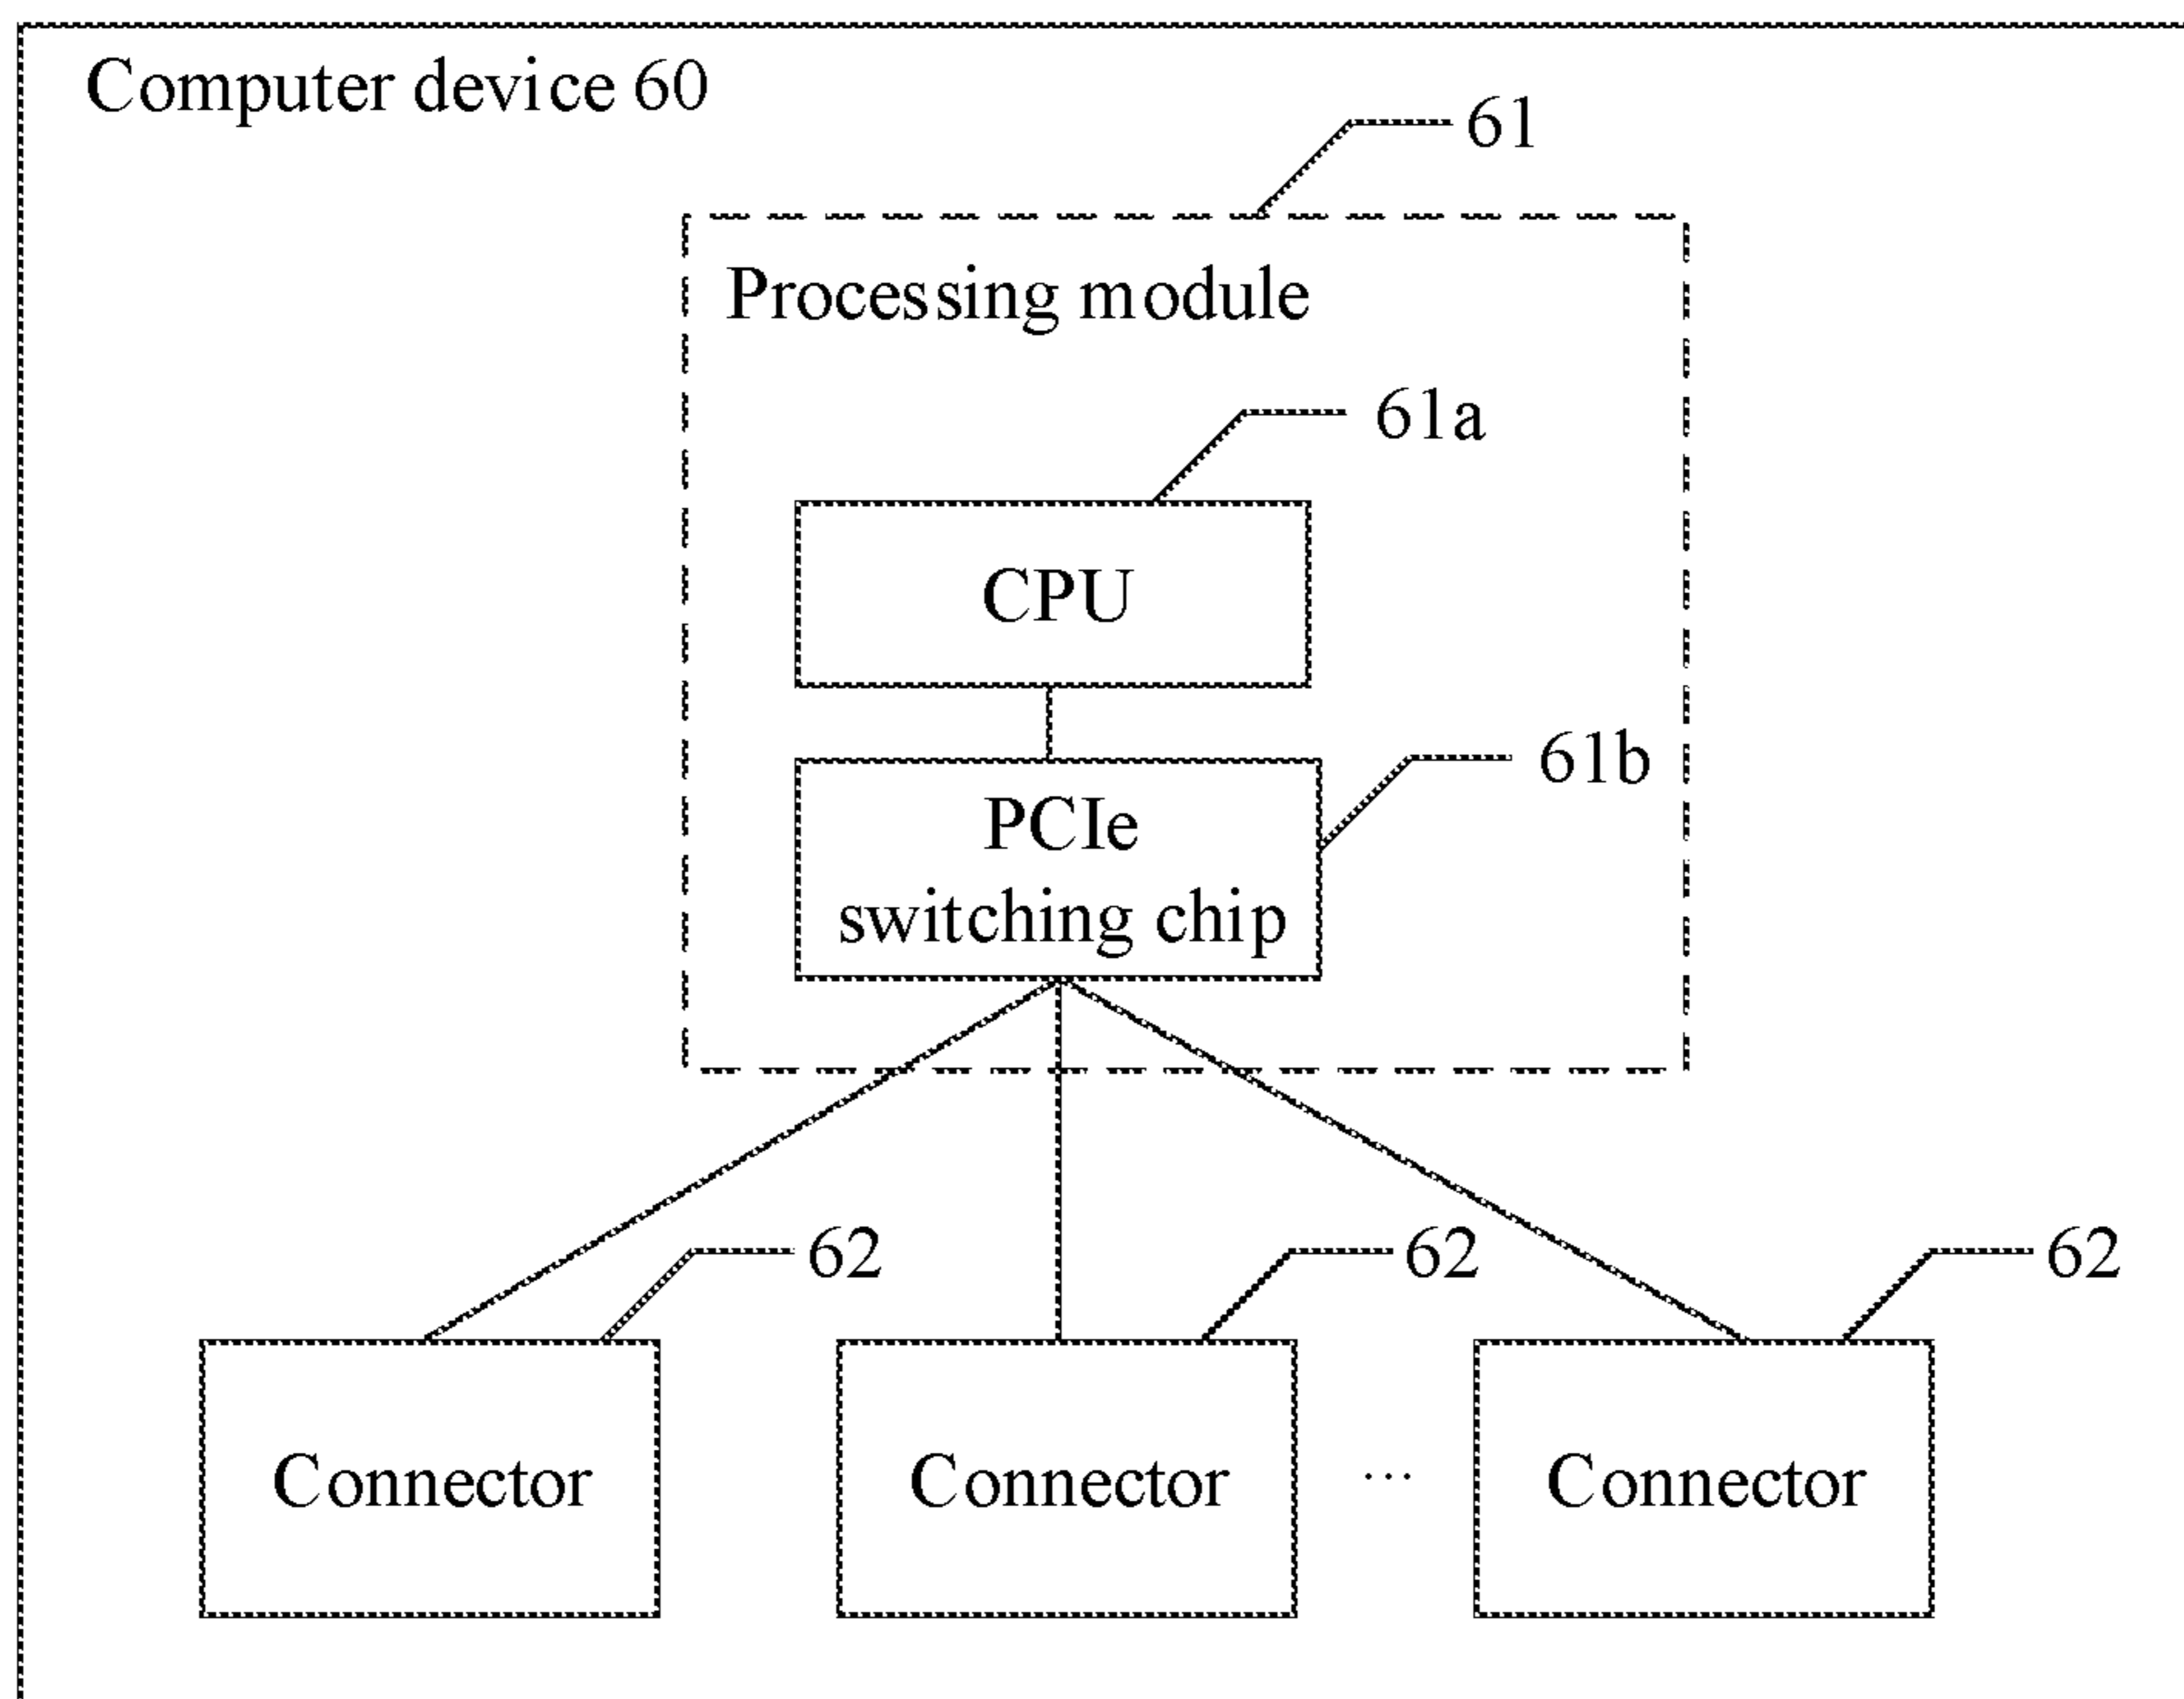 Computer device 60
61
Processing module
61a
CPU
61b
PCIe
switching chip
62
62
62
Connector
Connector
...
Connector